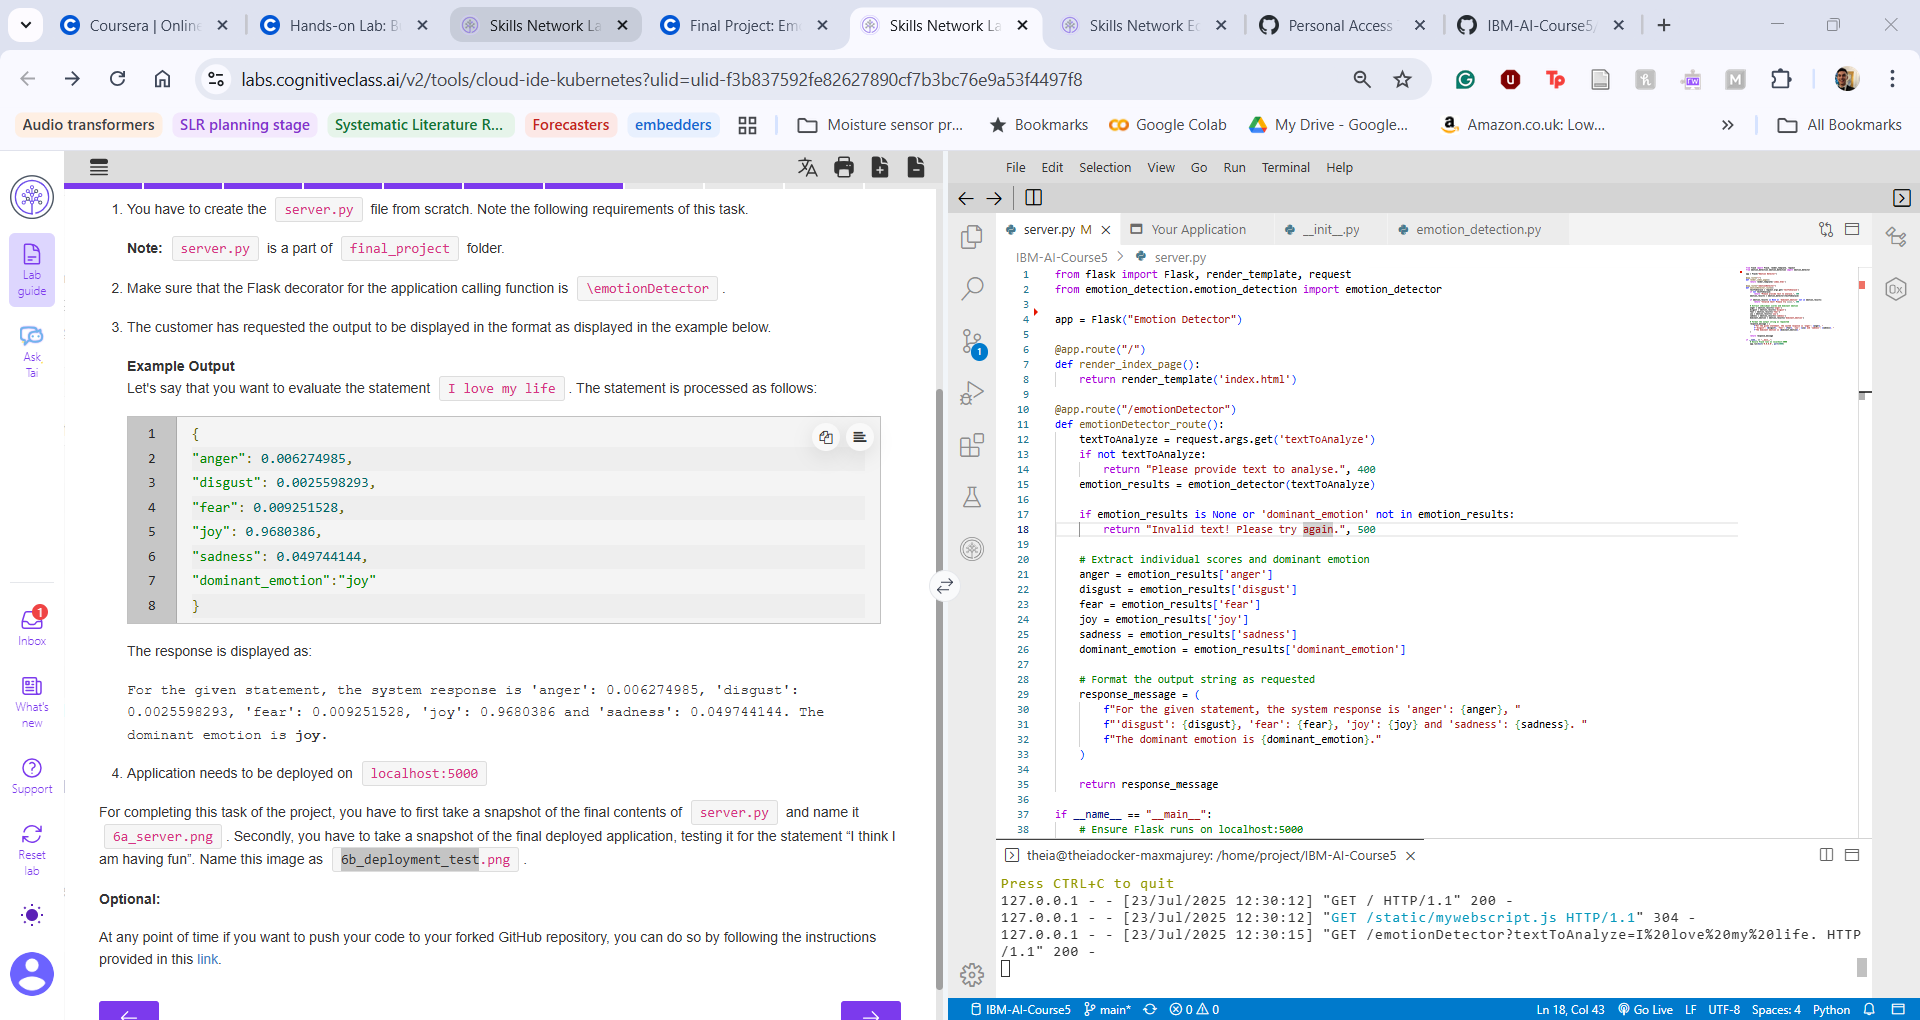 Coursera | Online
Hands-on Lab: B
Skills Network La
Final Project: Em
Skills Network La
Skills Network Ec
Personal Access
IBM-AI-Course5
labs.cognitiveclass.ai/v2/tools/cloud-ide-kubernetes?ulid=ulid-f3b837592fe82627890cf7b3bc76e9a53f4497f8
Audio transformers
SLR planning stage
Systematic Literature R...
Forecasters
embedders
Moisture sensor pr...
Bookmarks
Google Colab
My Drive - Google...
Amazon.co.uk: Low...
All Bookmarks
Lab guide
Ask Tai
1
Inbox
What's new
Support
Reset lab
1. You have to create the server.py file from scratch. Note the following requirements of this task.
Note: server.py is a part of final_project folder.
2. Make sure that the Flask decorator for the application calling function is \emotionDetector .
3. The customer has requested the output to be displayed in the format as displayed in the example below.
Example Output
Let's say that you want to evaluate the statement I love my life . The statement is processed as follows:
1 {
2 "anger": 0.006274985,
3 "disgust": 0.0025598293,
4 "fear": 0.009251528,
5 "joy": 0.9680386,
6 "sadness": 0.049744144,
7 "dominant_emotion":"joy"
8 }
The response is displayed as:
For the given statement, the system response is 'anger': 0.006274985, 'disgust':
0.0025598293, 'fear': 0.009251528, 'joy': 0.9680386 and 'sadness': 0.049744144. The
dominant emotion is joy.
4. Application needs to be deployed on localhost:5000
For completing this task of the project, you have to first take a snapshot of the final contents of server.py and name it
6a_server.png . Secondly, you have to take a snapshot of the final deployed application, testing it for the statement “I think I
am having fun”. Name this image as 6b_deployment_test.png .
Optional:
At any point of time if you want to push your code to your forked GitHub repository, you can do so by following the instructions
provided in this link.
File Edit Selection View Go Run Terminal Help
server.py M
Your Application
__init__.py
emotion_detection.py
IBM-AI-Course5 > server.py
1
1 from flask import Flask, render_template, request
2 from emotion_detection.emotion_detection import emotion_detector
3
4 app = Flask("Emotion Detector")
5
6 @app.route("/")
7 def render_index_page():
8 return render_template('index.html')
9
10 @app.route("/emotionDetector")
11 def emotionDetector_route():
12 textToAnalyze = request.args.get('textToAnalyze')
13 if not textToAnalyze:
14 return "Please provide text to analyse.", 400
15 emotion_results = emotion_detector(textToAnalyze)
16
17 if emotion_results is None or 'dominant_emotion' not in emotion_results:
18 return "Invalid text! Please try again.", 500
19
20 # Extract individual scores and dominant emotion
21 anger = emotion_results['anger']
22 disgust = emotion_results['disgust']
23 fear = emotion_results['fear']
24 joy = emotion_results['joy']
25 sadness = emotion_results['sadness']
26 dominant_emotion = emotion_results['dominant_emotion']
27
28 # Format the output string as requested
29 response_message = (
30 f"For the given statement, the system response is 'anger': {anger}, "
31 f"'disgust': {disgust}, 'fear': {fear}, 'joy': {joy} and 'sadness': {sadness}. "
32 f"The dominant emotion is {dominant_emotion}."
33 )
34
35 return response_message
36
37 if __name__ == "__main__":
38 # Ensure Flask runs on localhost:5000
theia@theiadocker-maxmajurey: /home/project/IBM-AI-Course5
Press CTRL+C to quit
127.0.0.1 - - [23/Jul/2025 12:30:12] "GET / HTTP/1.1" 200 -
127.0.0.1 - - [23/Jul/2025 12:30:12] "GET /static/mywebscript.js HTTP/1.1" 304 -
127.0.0.1 - - [23/Jul/2025 12:30:15] "GET /emotionDetector?textToAnalyze=I%20love%20my%20life. HTTP
/1.1" 200 -
IBM-AI-Course5 main* 0 0 Ln 18, Col 43 Go Live LF UTF-8 Spaces: 4 Python